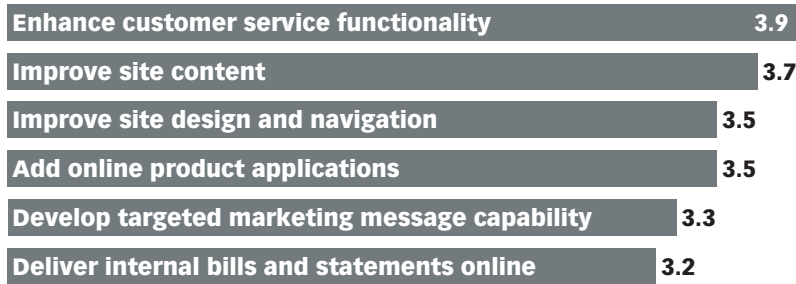 Enhance customer service functionality 3.9
Improve site content 3.7
Improve site design and navigation 3.5
Add online product applications 3.5
Develop targeted marketing message capability 3.3
Deliver internal bills and statements online 3.2